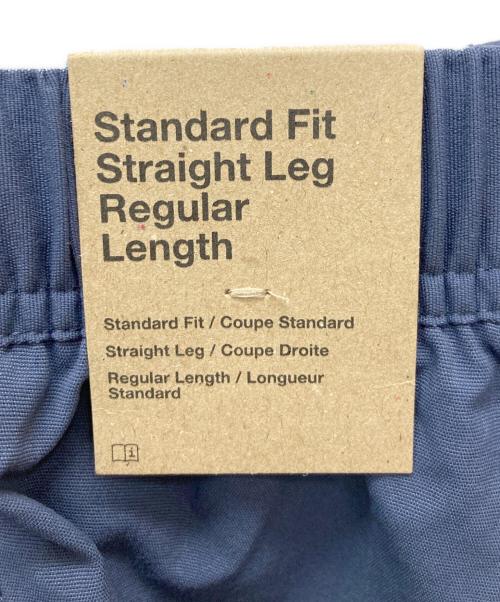 Standard Fit
Straight Leg
Regular
Length
Standard Fit / Coupe Standard
Straight Leg / Coupe Droite
Regular Length / Longueur
Standard
i